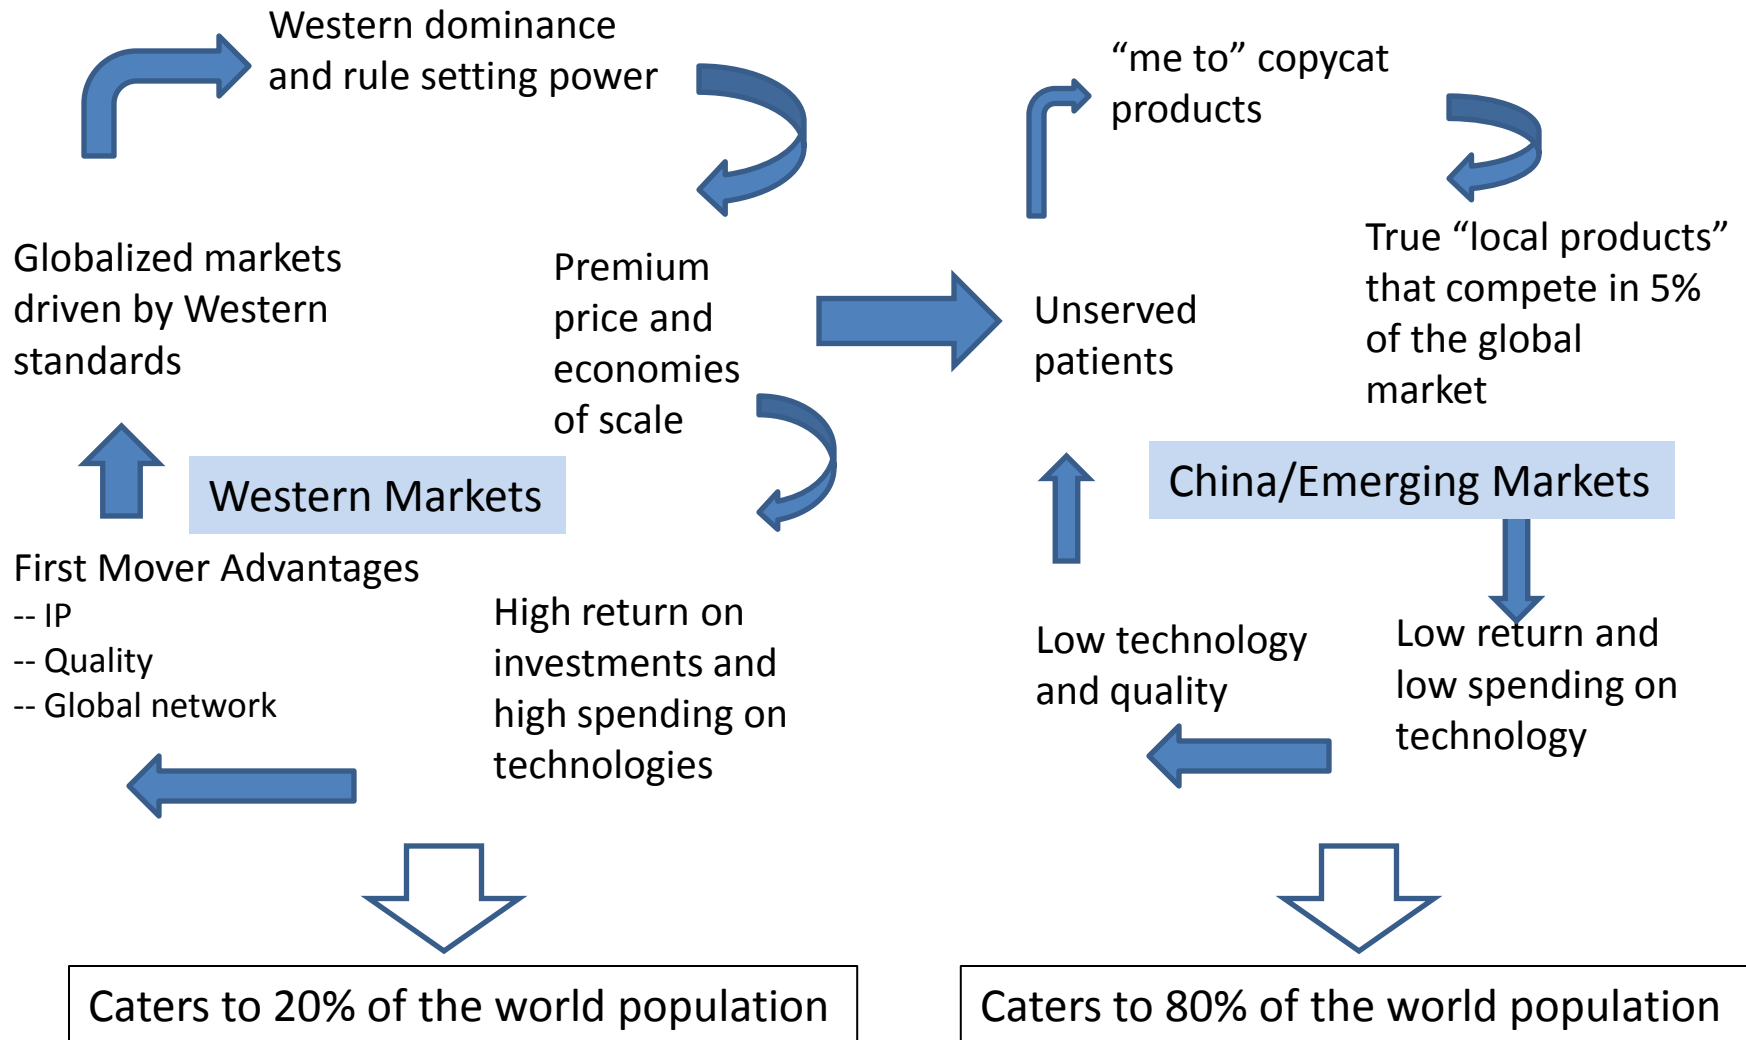 Western dominance
and rule setting power
Globalized markets
driven by Western
standards
Premium
price and
economies
of scale
Western Markets
First Mover Advantages
-- IP
-- Quality
-- Global network
High return on
investments and
high spending on
technologies
Caters to 20% of the world population
“me to” copycat
products
Unserved
patients
True “local products”
that compete in 5%
of the global
market
China/Emerging Markets
Low technology
and quality
Low return and
low spending on
technology
Caters to 80% of the world population